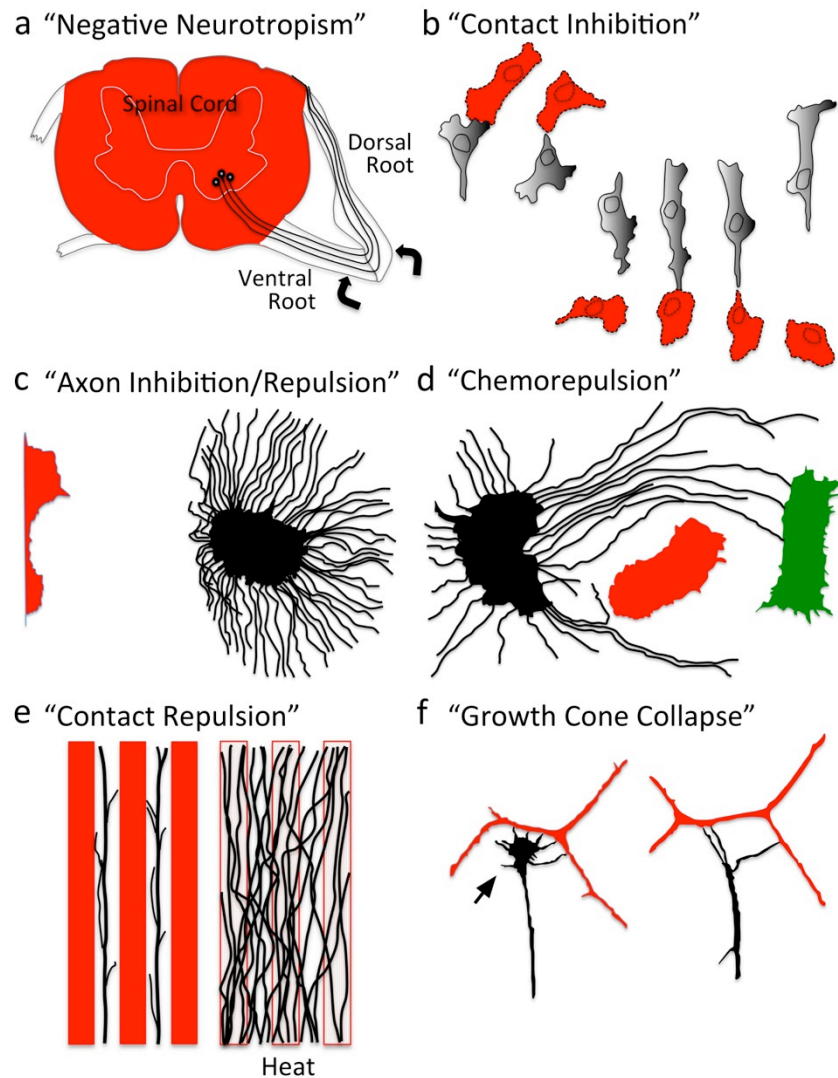 a “Negative Neurotropism”
Spinal Cord
Dorsal
Root
Ventral
Root
b “Contact Inhibition”
c “Axon Inhibition/Repulsion”
d “Chemorepulsion”
e “Contact Repulsion”
Heat
f “Growth Cone Collapse”